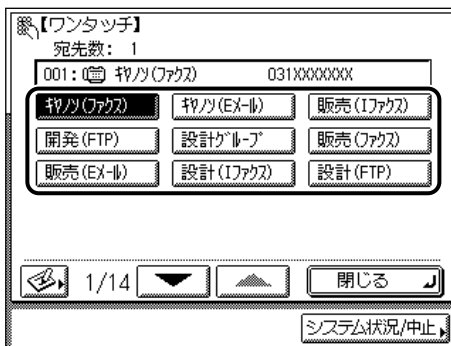 【ワンタッチ】
宛先数: 1
001: ｷﾔﾉﾝ(ﾌｧｸｽ) 031XXXXXXX
ｷﾔﾉﾝ(ﾌｧｸｽ) ｷﾔﾉﾝ(Eﾒｰﾙ) 販売(Iﾌｧｸｽ)
開発(FTP) 設計ｸﾞﾙｰﾌﾟ 販売(ﾌｧｸｽ)
販売(Eﾒｰﾙ) 設計(Iﾌｧｸｽ) 設計(FTP)
1/14 閉じる
システム状況/中止